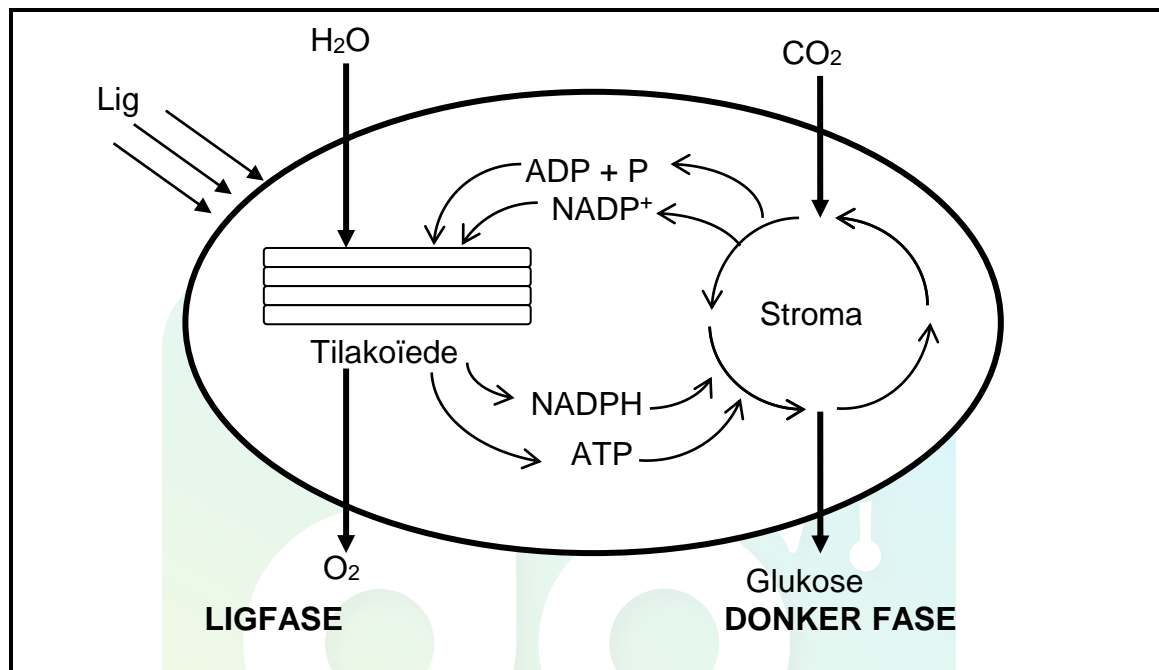 H₂O
CO₂
Lig
ADP + P
NADP⁺
Stroma
Tilakoïede
NADPH
ATP
O₂
Glukose
LIGFASE
DONKER FASE